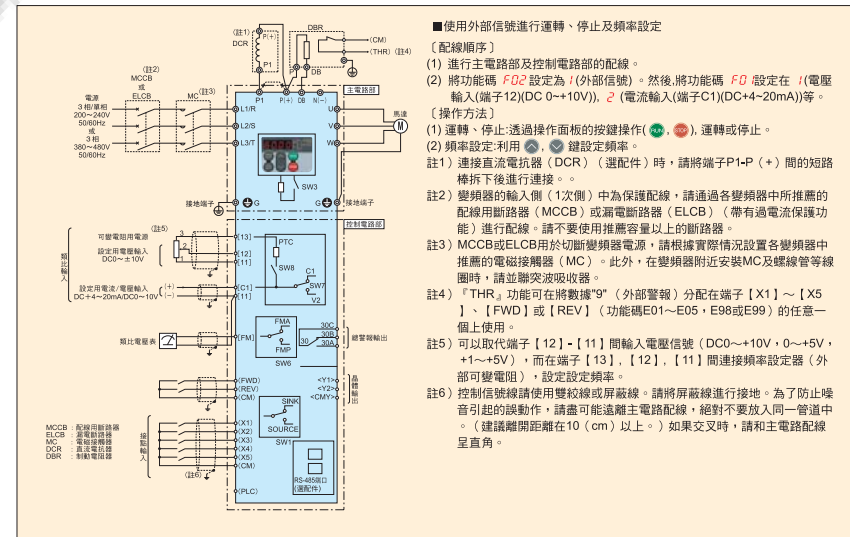 (註1)
DCR
P(+)
P1
DBR
(CM)
(THR) (註4)
P
DB
(註2)
MCCB
或
ELCB
MC (註3)
電源
3 相/單相
200～240V
50/60Hz
或
3 相
380～480V
50/60Hz
主電路部
P1
P(+)
DB
N(-)
L1/R
L2/S
L3/T
U
V
W
馬達
M
RUN
STOP
SW3
接地端子
G
G
接地端子
控制電路部
(註5)
類比輸入
可變電阻用電源
設定用電壓輸入
DC0～±10V
3
2
1
[13]
[12]
[11]
PTC
SW8
C1
SW7
V2
設定用電流/電壓輸入
DC+4～20mA/DC0～10V
(+)
(−)
[C1]
[11]
類比電壓表
[FM]
FMA
FMP
SW6
30C
30B
30A
30
總警報輸出
(FWD)
(REV)
(CM)
<Y1>
<Y2>
<CMY>
晶體輸出
MCCB：配線用斷路器
ELCB：漏電斷路器
MC：電磁接觸器
DCR：直流電抗器
DBR：制動電阻器
接點輸入
(X1)
(X2)
(X3)
(X4)
(X5)
(CM)
SINK
SOURCE
SW1
(註6)
(PLC)
RS-485端口
(選配件)
■使用外部信號進行運轉、停止及頻率設定
〔配線順序〕
(1) 進行主電路部及控制電路部的配線。
(2) 將功能碼 F02 設定為 1 (外部信號) 。然後,將功能碼 F01設定在 1(電壓
輸入(端子12)(DC 0~+10V)), 2 (電流輸入(端子C1)(DC+4~20mA))等。
〔操作方法〕
(1) 運轉、停止:透過操作面板的按鍵操作( RUN , STOP ), 運轉或停止。
(2) 頻率設定:利用 , 鍵設定頻率。
註1）連接直流電抗器（DCR）（選配件）時，請將端子P1-P（+）間的短路
棒拆下後進行連接。。
註2）變頻器的輸入側（1次側）中為保護配線，請通過各變頻器中所推薦的
配線用斷路器（MCCB）或漏電斷路器（ELCB）（帶有過電流保護功
能）進行配線。請不要使用推薦容量以上的斷路器。
註3）MCCB或ELCB用於切斷變頻器電源，請根據實際情況設置各變頻器中
推薦的電磁接觸器（MC）。此外，在變頻器附近安裝MC及螺線管等線
圈時，請並聯突波吸收器。
註4）『THR』功能可在將數據"9"（外部警報）分配在端子【X1】～【X5
】、【FWD】或【REV】（功能碼E01～E05，E98或E99）的任意一
個上使用。
註5）可以取代端子【12】-【11】間輸入電壓信號（DC0～+10V，0～+5V，
+1～+5V），而在端子【13】,【12】,【11】間連接頻率設定器（外
部可變電阻），設定設定頻率。
註6）控制信號線請使用雙絞線或屏蔽線。請將屏蔽線進行接地。為了防止噪
音引起的誤動作，請盡可能遠離主電路配線，絕對不要放入同一管道中
。（建議離開距離在10（cm）以上。）如果交叉時，請和主電路配線
呈直角。